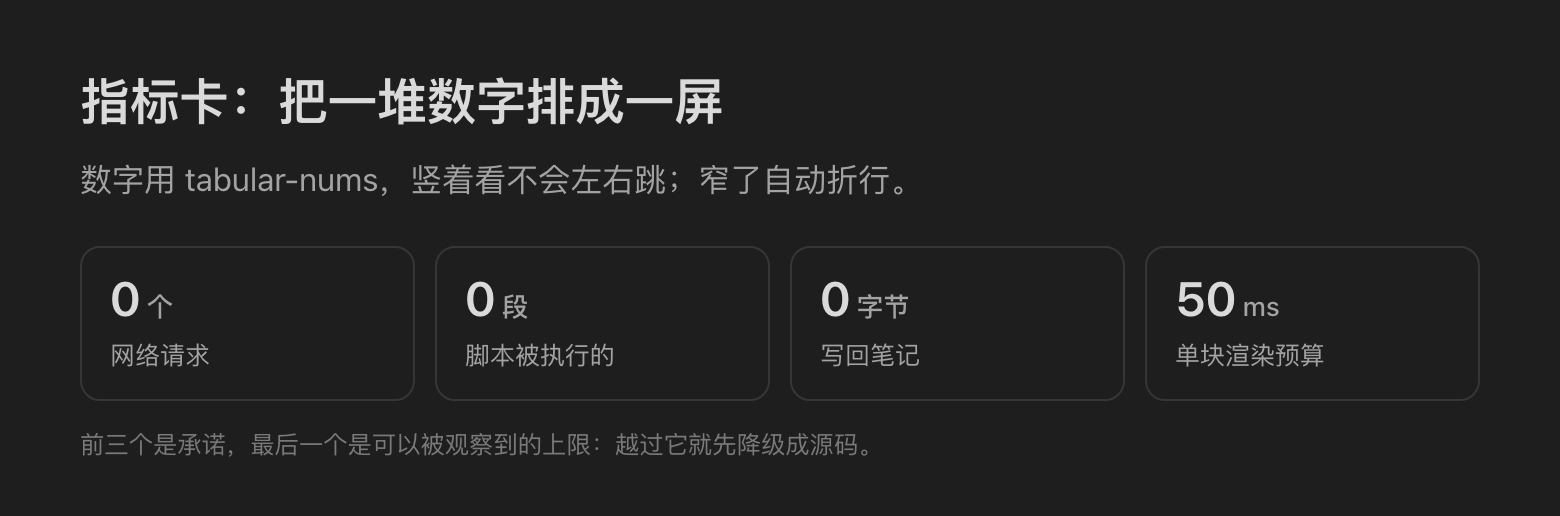 指标卡：把一堆数字排成一屏
数字用 tabular-nums，竖着看不会左右跳；窄了自动折行。
0 个
网络请求
0 段
脚本被执行的
0 字节
写回笔记
50 ms
单块渲染预算
前三个是承诺，最后一个是可以被观察到的上限：越过它就先降级成源码。